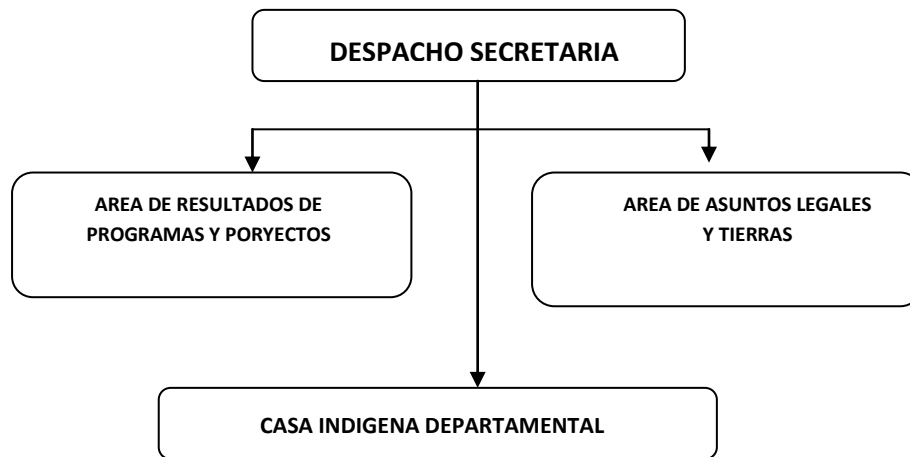 DESPACHO SECRETARIA
AREA DE RESULTADOS DE
PROGRAMAS Y PORYECTOS
AREA DE ASUNTOS LEGALES
Y TIERRAS
CASA INDIGENA DEPARTAMENTAL